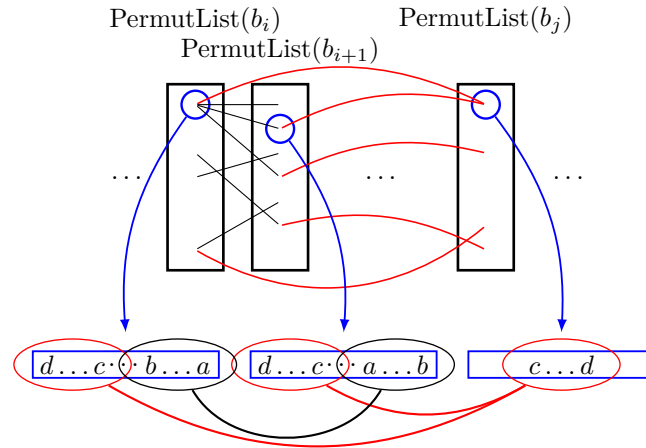 PermutList(b_i)
PermutList(b_{i+1})
PermutList(b_j)
... ... ...
d...c...b...a
d...c...a...b
c...d